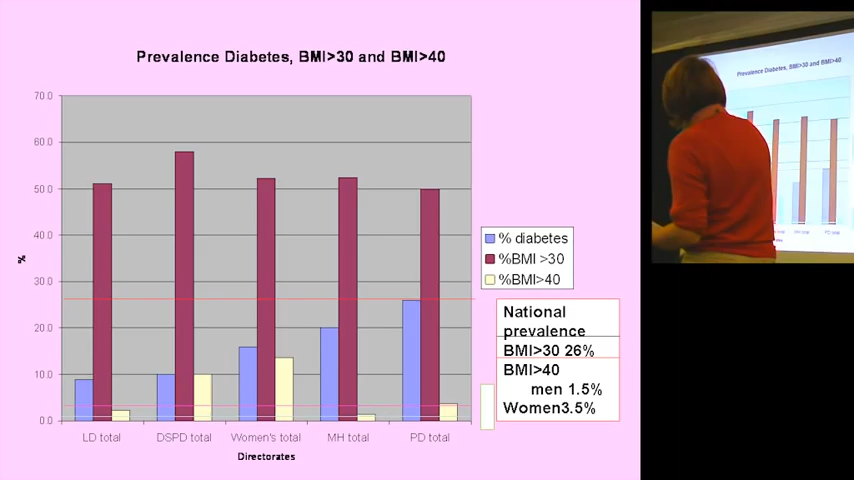 Prevalence Diabetes, BMI>30 and BMI>40
70.0
60.0
50.0
40.0
30.0
20.0
10.0
0.0
%
LD total
DSPD total
Women's total
MH total
PD total
Directorates
% diabetes
%BMI >30
%BMI>40
National
prevalence
BMI>30 26%
BMI>40
men 1.5%
Women3.5%
Prevalence Diabetes, BMI>30 and BMI>40
PD total